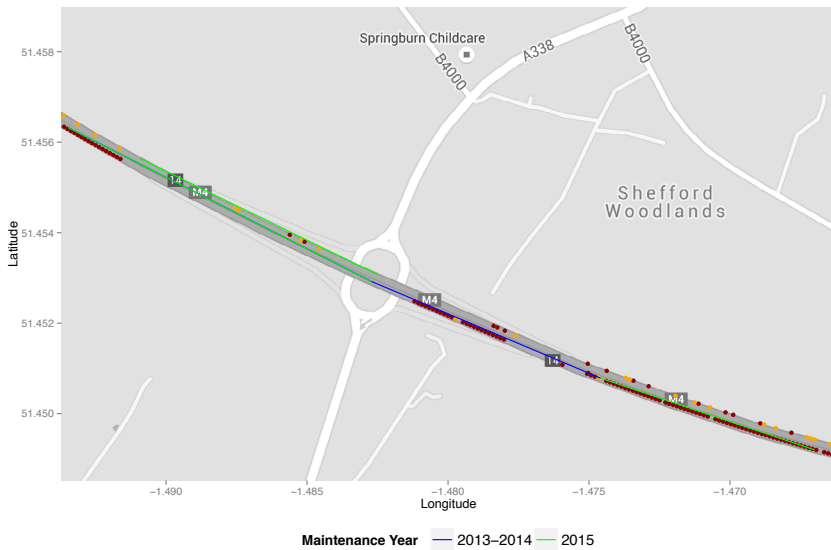 51.458
Springburn Childcare
B4000
A338
B4000
51.456
14
M4
Shefford
Woodlands
51.454
Latitude
M4
51.452
14
M4
51.450
−1.490
−1.485
−1.480
−1.475
−1.470
Longitude
Maintenance Year
2013−2014
2015